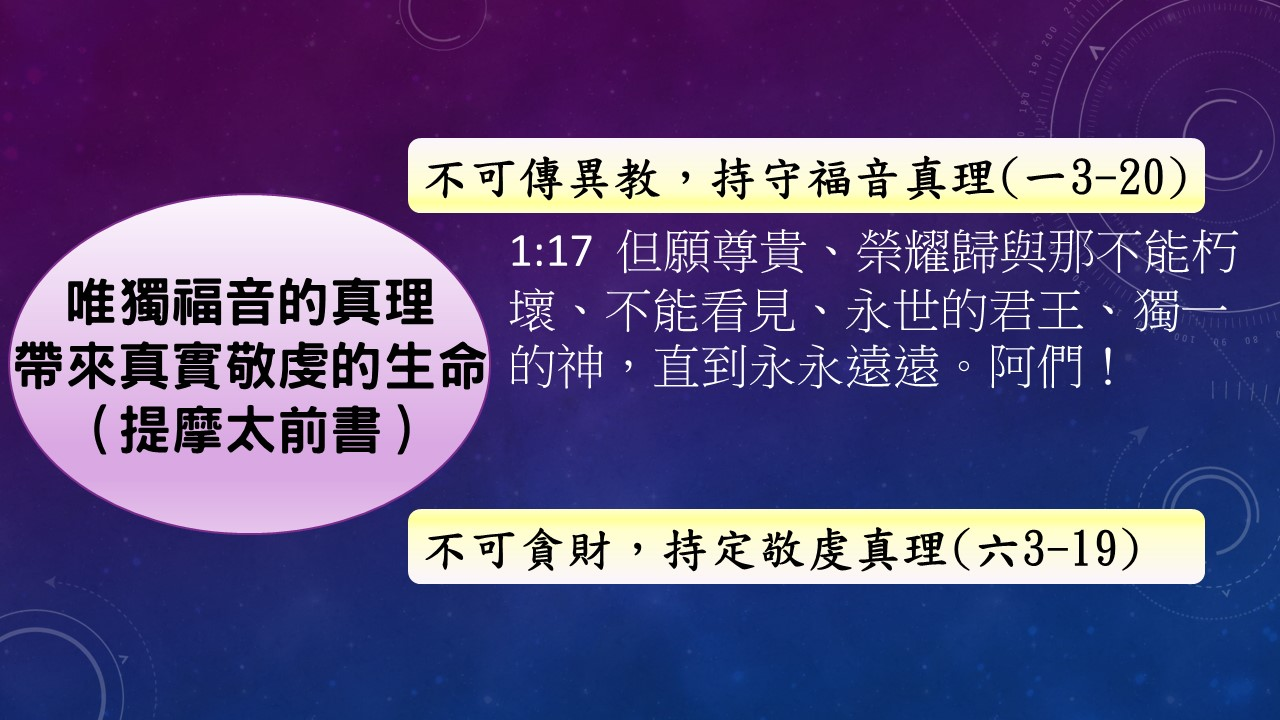 不可傳異教，持守福音真理(一3-20)
唯獨福音的真理
帶來真實敬虔的生命
（提摩太前書）
1:17 但願尊貴、榮耀歸與那不能朽
壞、不能看見、永世的君王、獨一
的神，直到永永遠遠。阿們！
不可貪財，持定敬虔真理(六3-19)